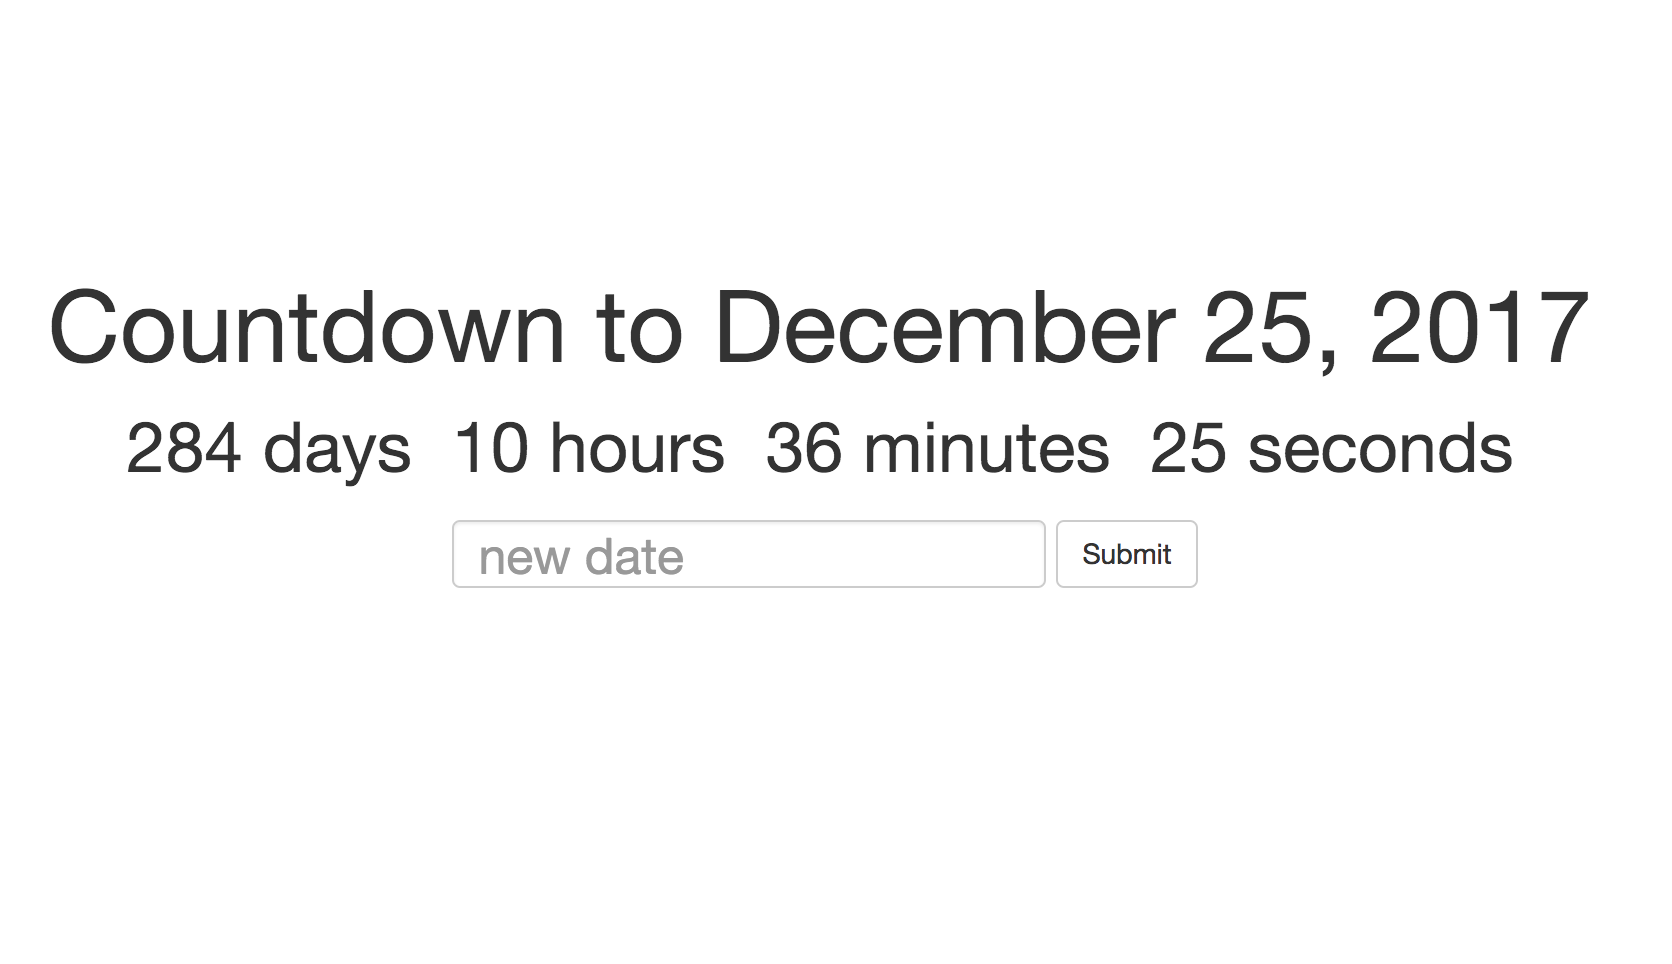 Countdown to December 25, 2017
284 days 10 hours 36 minutes 25 seconds
new date Submit